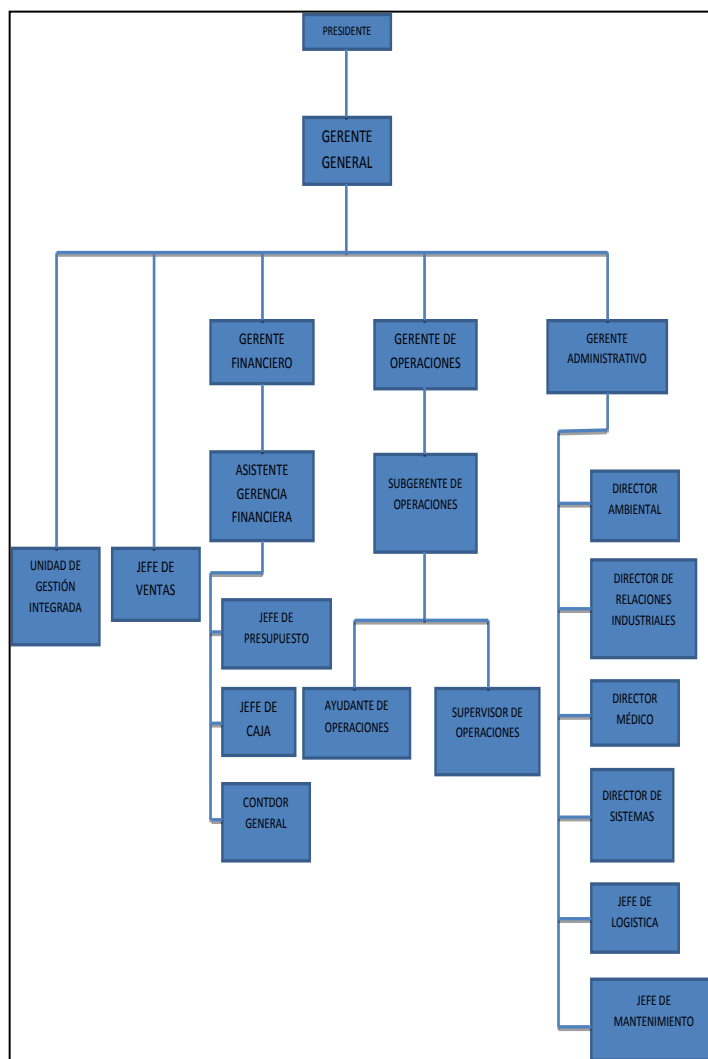 PRESIDENTE
GERENTE
GENERAL
GERENTE
FINANCIERO
GERENTE DE
OPERACIONES
GERENTE
ADMINISTRATIVO
ASISTENTE
GERENCIA
FINANCIERA
SUBGERENTE DE
OPERACIONES
DIRECTOR
AMBIENTAL
UNIDAD DE
GESTIÓN
INTEGRADA
JEFE DE
VENTAS
DIRECTOR DE
RELACIONES
INDUSTRIALES
JEFE DE
PRESUPUESTO
JEFE DE
CAJA
AYUDANTE DE
OPERACIONES
SUPERVISOR DE
OPERACIONES
DIRECTOR
MÉDICO
CONTDOR
GENERAL
DIRECTOR DE
SISTEMAS
JEFE DE
LOGISTICA
JEFE DE
MANTENIMIENTO